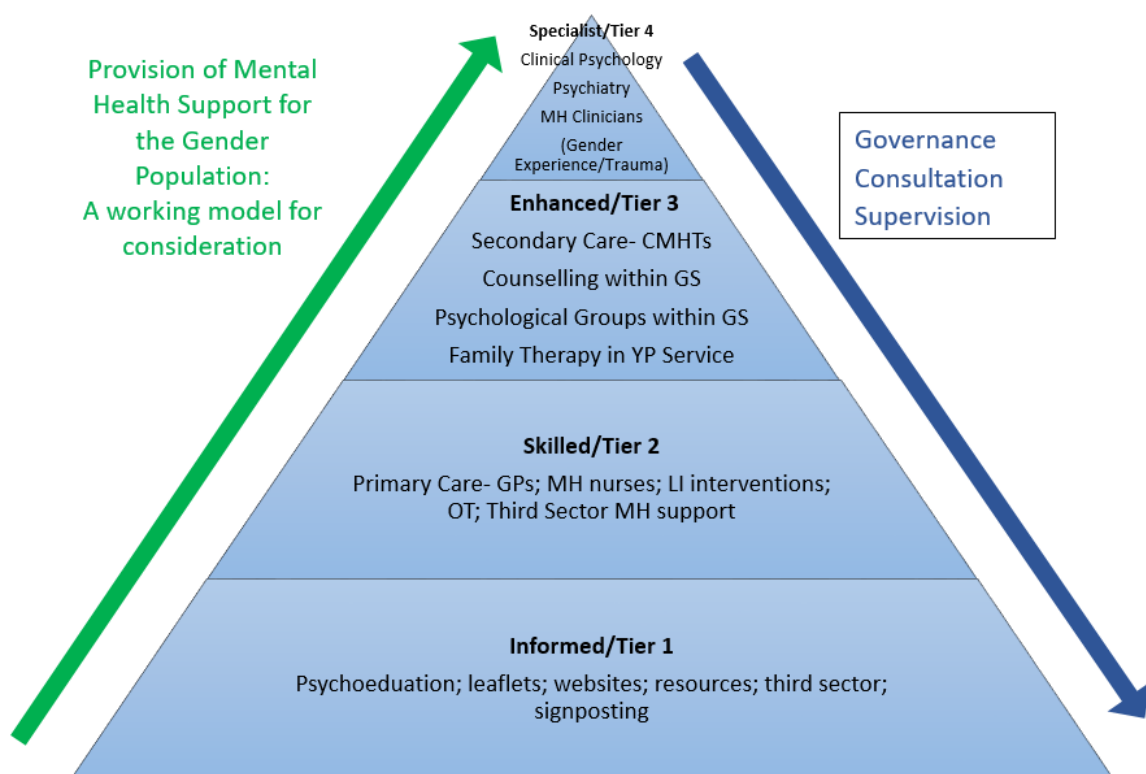 Provision of Mental
Health Support for
the Gender
Population:
A working model for
consideration
Specialist/Tier 4
Clinical Psychology
Psychiatry
MH Clinicians
(Gender
Experience/Trauma)
Governance
Consultation
Supervision
Enhanced/Tier 3
Secondary Care- CMHTs
Counselling within GS
Psychological Groups within GS
Family Therapy in YP Service
Skilled/Tier 2
Primary Care- GPs; MH nurses; LI interventions;
OT; Third Sector MH support
Informed/Tier 1
Psychoeduation; leaflets; websites; resources; third sector;
signposting